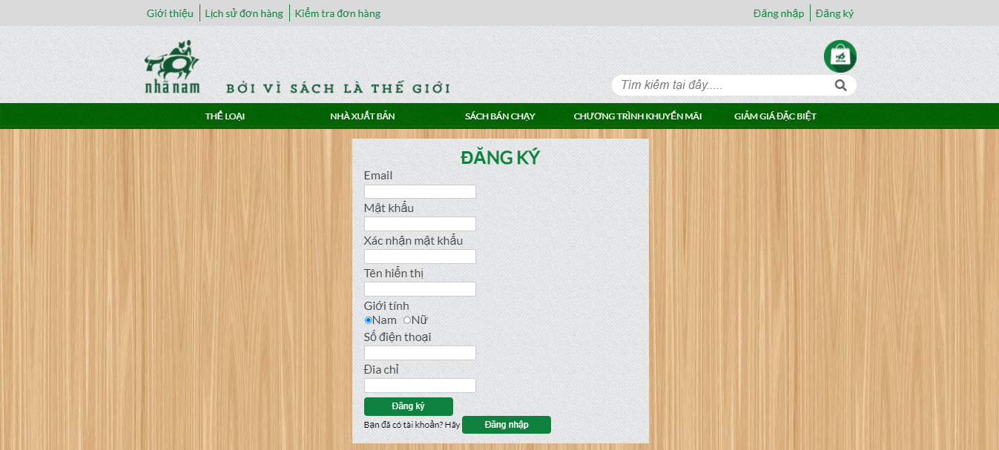 Giới thiệu Lịch sử đơn hàng Kiểm tra đơn hàng Đăng nhập Đăng ký
nhã nam
BỞI VÌ SÁCH LÀ THẾ GIỚI
Tìm kiếm tại đây.....
THỂ LOẠI NHÀ XUẤT BẢN SÁCH BÁN CHẠY CHƯƠNG TRÌNH KHUYẾN MÃI GIẢM GIÁ ĐẶC BIỆT
ĐĂNG KÝ
Email
Mật khẩu
Xác nhận mật khẩu
Tên hiển thị
Giới tính
Nam Nữ
Số điện thoại
Đia chỉ
Đăng ký
Bạn đã có tài khoản? Hãy Đăng nhập